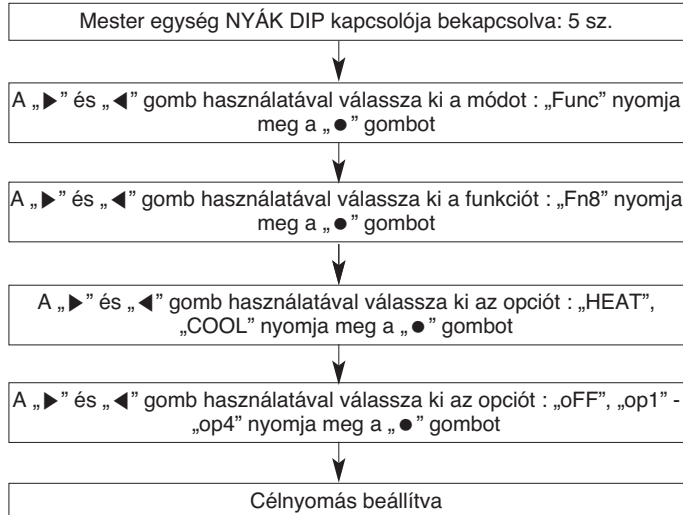 Mester egység NYÁK DIP kapcsolója bekapcsolva: 5 sz.
A „▶” és „◀” gomb használatával válassza ki a módot : „Func” nyomja
meg a „●” gombot
A „▶” és „◀” gomb használatával válassza ki a funkciót : „Fn8” nyomja
meg a „●” gombot
A „▶” és „◀” gomb használatával válassza ki az opciót : „HEAT”,
„COOL” nyomja meg a „●” gombot
A „▶” és „◀” gomb használatával válassza ki az opciót : „oFF”, „op1” -
„op4” nyomja meg a „●” gombot
Célnyomás beállítva